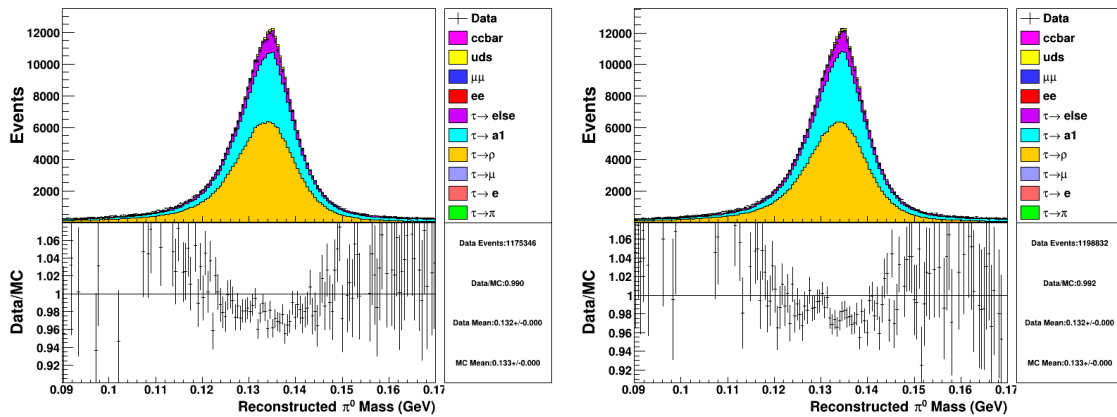 Events
12000
10000
8000
6000
4000
2000
Data
ccbar
uds
μμ
ee
τ→ else
τ→ a1
τ→ρ
τ→μ
τ→ e
τ→π
Data/MC
1.06
1.04
1.02
1
0.98
0.96
0.94
0.92
Data Events:1175346
Data/MC:0.990
Data Mean:0.132+/-0.000
MC Mean:0.133+/-0.000
0.09 0.1 0.11 0.12 0.13 0.14 0.15 0.16 0.17
Reconstructed π⁰ Mass (GeV)
Events
12000
10000
8000
6000
4000
2000
Data
ccbar
uds
μμ
ee
τ→ else
τ→ a1
τ→ρ
τ→μ
τ→ e
τ→π
Data/MC
1.06
1.04
1.02
1
0.98
0.96
0.94
0.92
Data Events:1198832
Data/MC:0.992
Data Mean:0.132+/-0.000
MC Mean:0.133+/-0.000
0.09 0.1 0.11 0.12 0.13 0.14 0.15 0.16 0.17
Reconstructed π⁰ Mass (GeV)